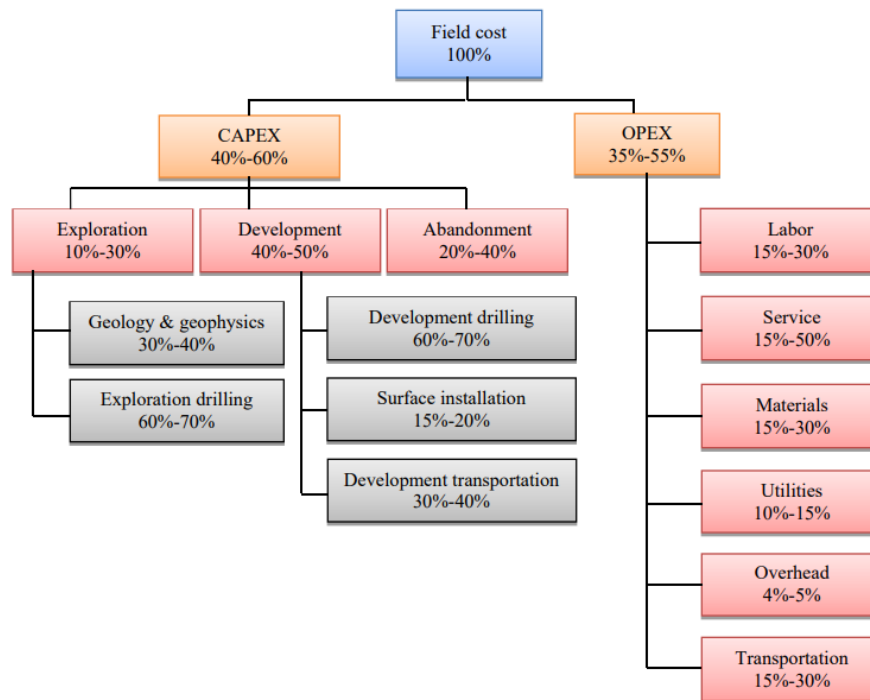 Field cost
100%
CAPEX
40%-60%
OPEX
35%-55%
Exploration
10%-30%
Development
40%-50%
Abandonment
20%-40%
Geology & geophysics
30%-40%
Exploration drilling
60%-70%
Development drilling
60%-70%
Surface installation
15%-20%
Development transportation
30%-40%
Labor
15%-30%
Service
15%-50%
Materials
15%-30%
Utilities
10%-15%
Overhead
4%-5%
Transportation
15%-30%